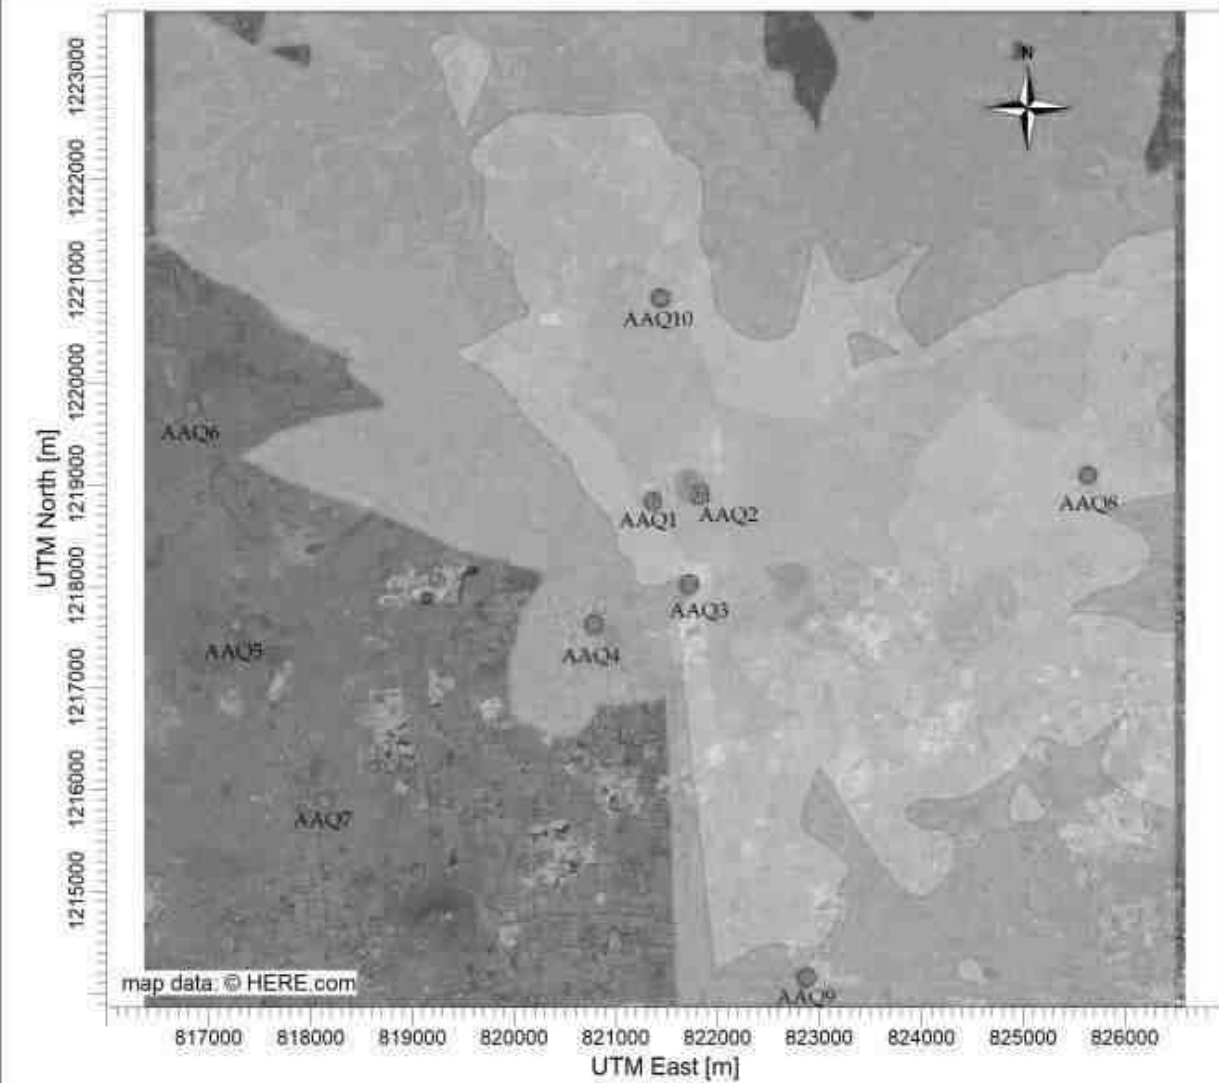 N
1223000
1222000
1221000
1220000
1219000
1218000
1217000
1216000
1215000
UTM North [m]
AAQ10
AAQ6
AAQ1
AAQ2
AAQ8
AAQ3
AAQ4
AAQ5
AAQ7
AAQ9
map data: © HERE.com
817000 818000 819000 820000 821000 822000 823000 824000 825000 826000
UTM East [m]